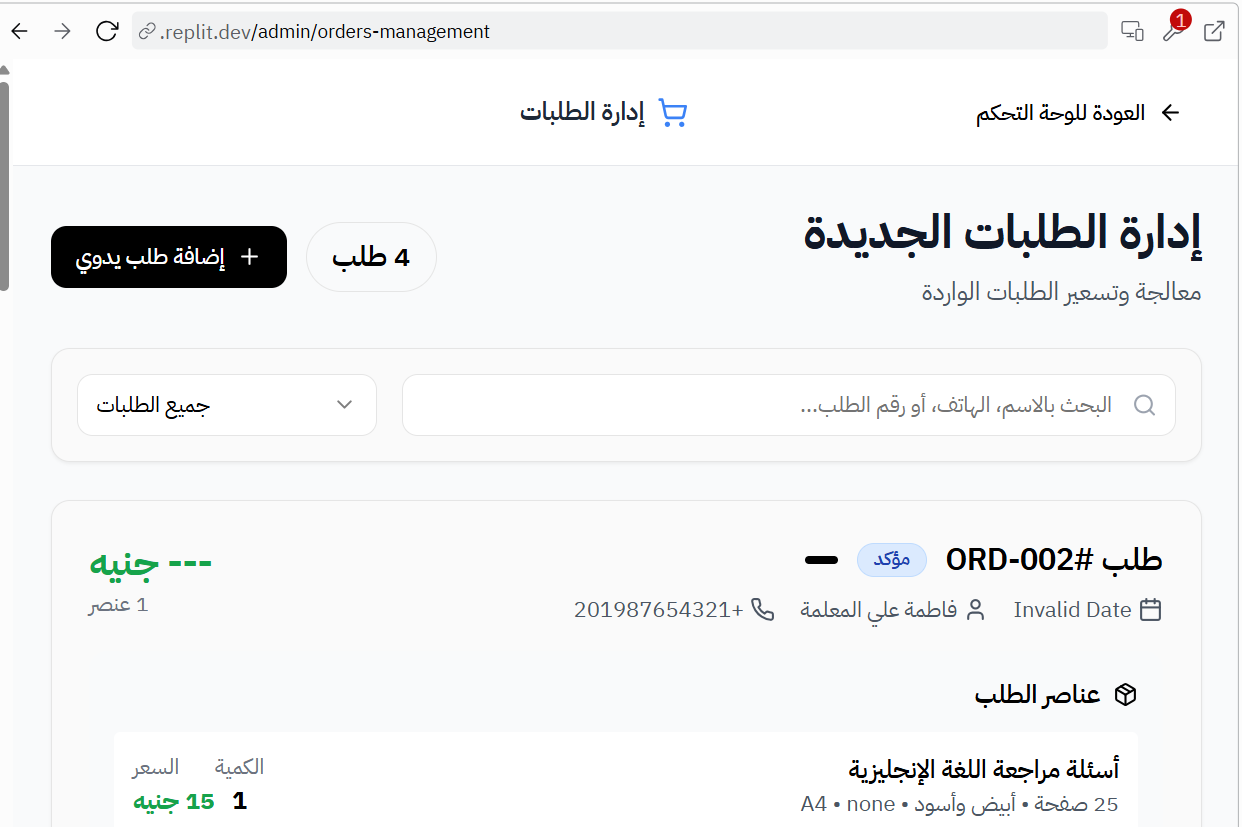 .replit.dev/admin/orders-management
1
العودة للوحة التحكم
إدارة الطلبات
إدارة الطلبات الجديدة
معالجة وتسعير الطلبات الواردة
4 طلب
إضافة طلب يدوي
البحث بالاسم، الهاتف، أو رقم الطلب...
جميع الطلبات
طلب #ORD-002
مؤكد
--- جنيه
Invalid Date
فاطمة علي المعلمة
201987654321+
1 عنصر
عناصر الطلب
أسئلة مراجعة اللغة الإنجليزية
25 صفحة • أبيض وأسود • A4 • none
الكمية
1
السعر
15 جنيه